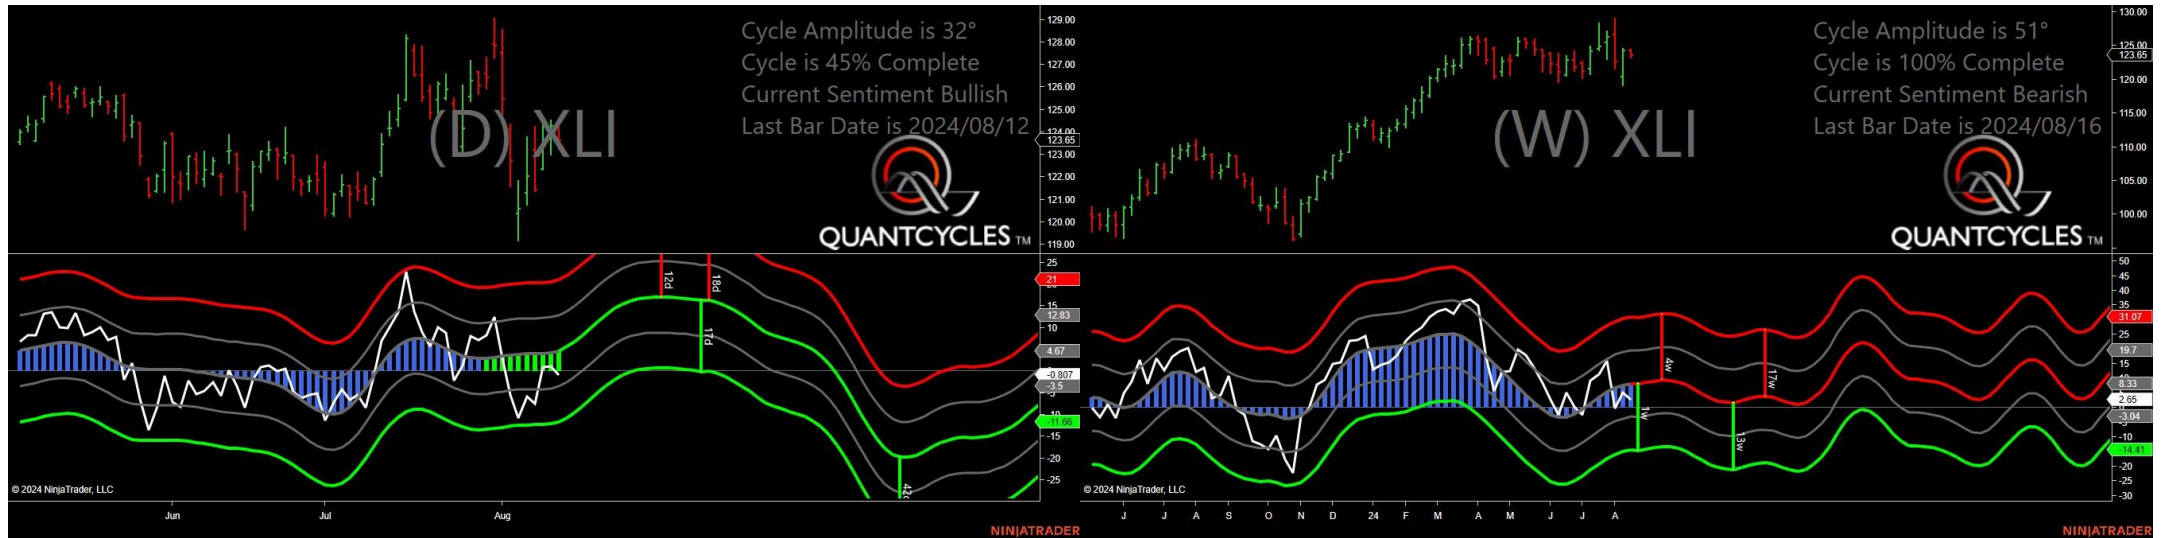 Cycle Amplitude is 32°
Cycle is 45% Complete
Current Sentiment Bullish
Last Bar Date is 2024/08/12
(D) XLI
QUANTCYCLES TM
129.00
128.00
127.00
126.00
125.00
124.00
123.65
123.00
122.00
121.00
120.00
119.00
25
21
15
12.83
10
4.67
-0.807
-3.5
-10
-11.66
-15
-20
-25
12d
18d
17d
© 2024 NinjaTrader, LLC
Jun
Jul
Aug
NINJATRADER
Cycle Amplitude is 51°
Cycle is 100% Complete
Current Sentiment Bearish
Last Bar Date is 2024/08/16
(W) XLI
QUANTCYCLES TM
130.00
125.00
123.65
120.00
115.00
110.00
105.00
100.00
50
45
40
35
31.07
25
19.7
15
8.33
2.65
-3.04
-10
-14.41
-20
-25
-30
4w
17w
1w
13w
© 2024 NinjaTrader, LLC
J J A S O N D 24 F M A M J J A
NINJATRADER